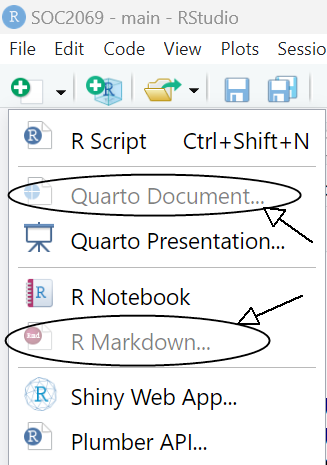 SOC2069 - main - RStudio
File Edit Code View Plots Sessio
R Script Ctrl+Shift+N
Quarto Document...
Quarto Presentation...
R Notebook
R Markdown...
Shiny Web App...
Plumber API...